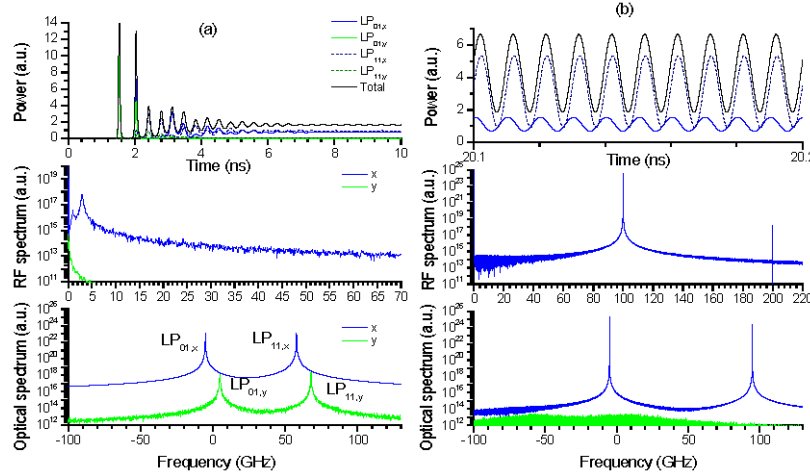 (a)
LP01,x
LP01,y
LP11,x
LP11,y
Total
Power (a.u.)
14
12
10
8
6
4
2
0
0 2 4 6 8 10
Time (ns)
RF spectrum (a.u.)
10^19
10^17
10^15
10^13
10^11
x
y
0 5 10 15 20 25 30 35 40 45 50 55 60 65 70
Optical spectrum (a.u.)
10^26
10^24
10^22
10^20
10^18
10^16
10^14
10^12
x
y
LP01,x
LP11,x
LP01,y
LP11,y
-100 -50 0 50 100
Frequency (GHz)
(b)
Power (a.u.)
6
4
2
0
20.1 20.2
Time (ns)
RF spectrum (a.u.)
10^25
10^23
10^21
10^19
10^17
10^15
10^13
10^11
0 20 40 60 80 100 120 140 160 180 200 220
Optical spectrum (a.u.)
10^26
10^24
10^22
10^20
10^18
10^16
10^14
10^12
-100 -50 0 50 100
Frequency (GHz)